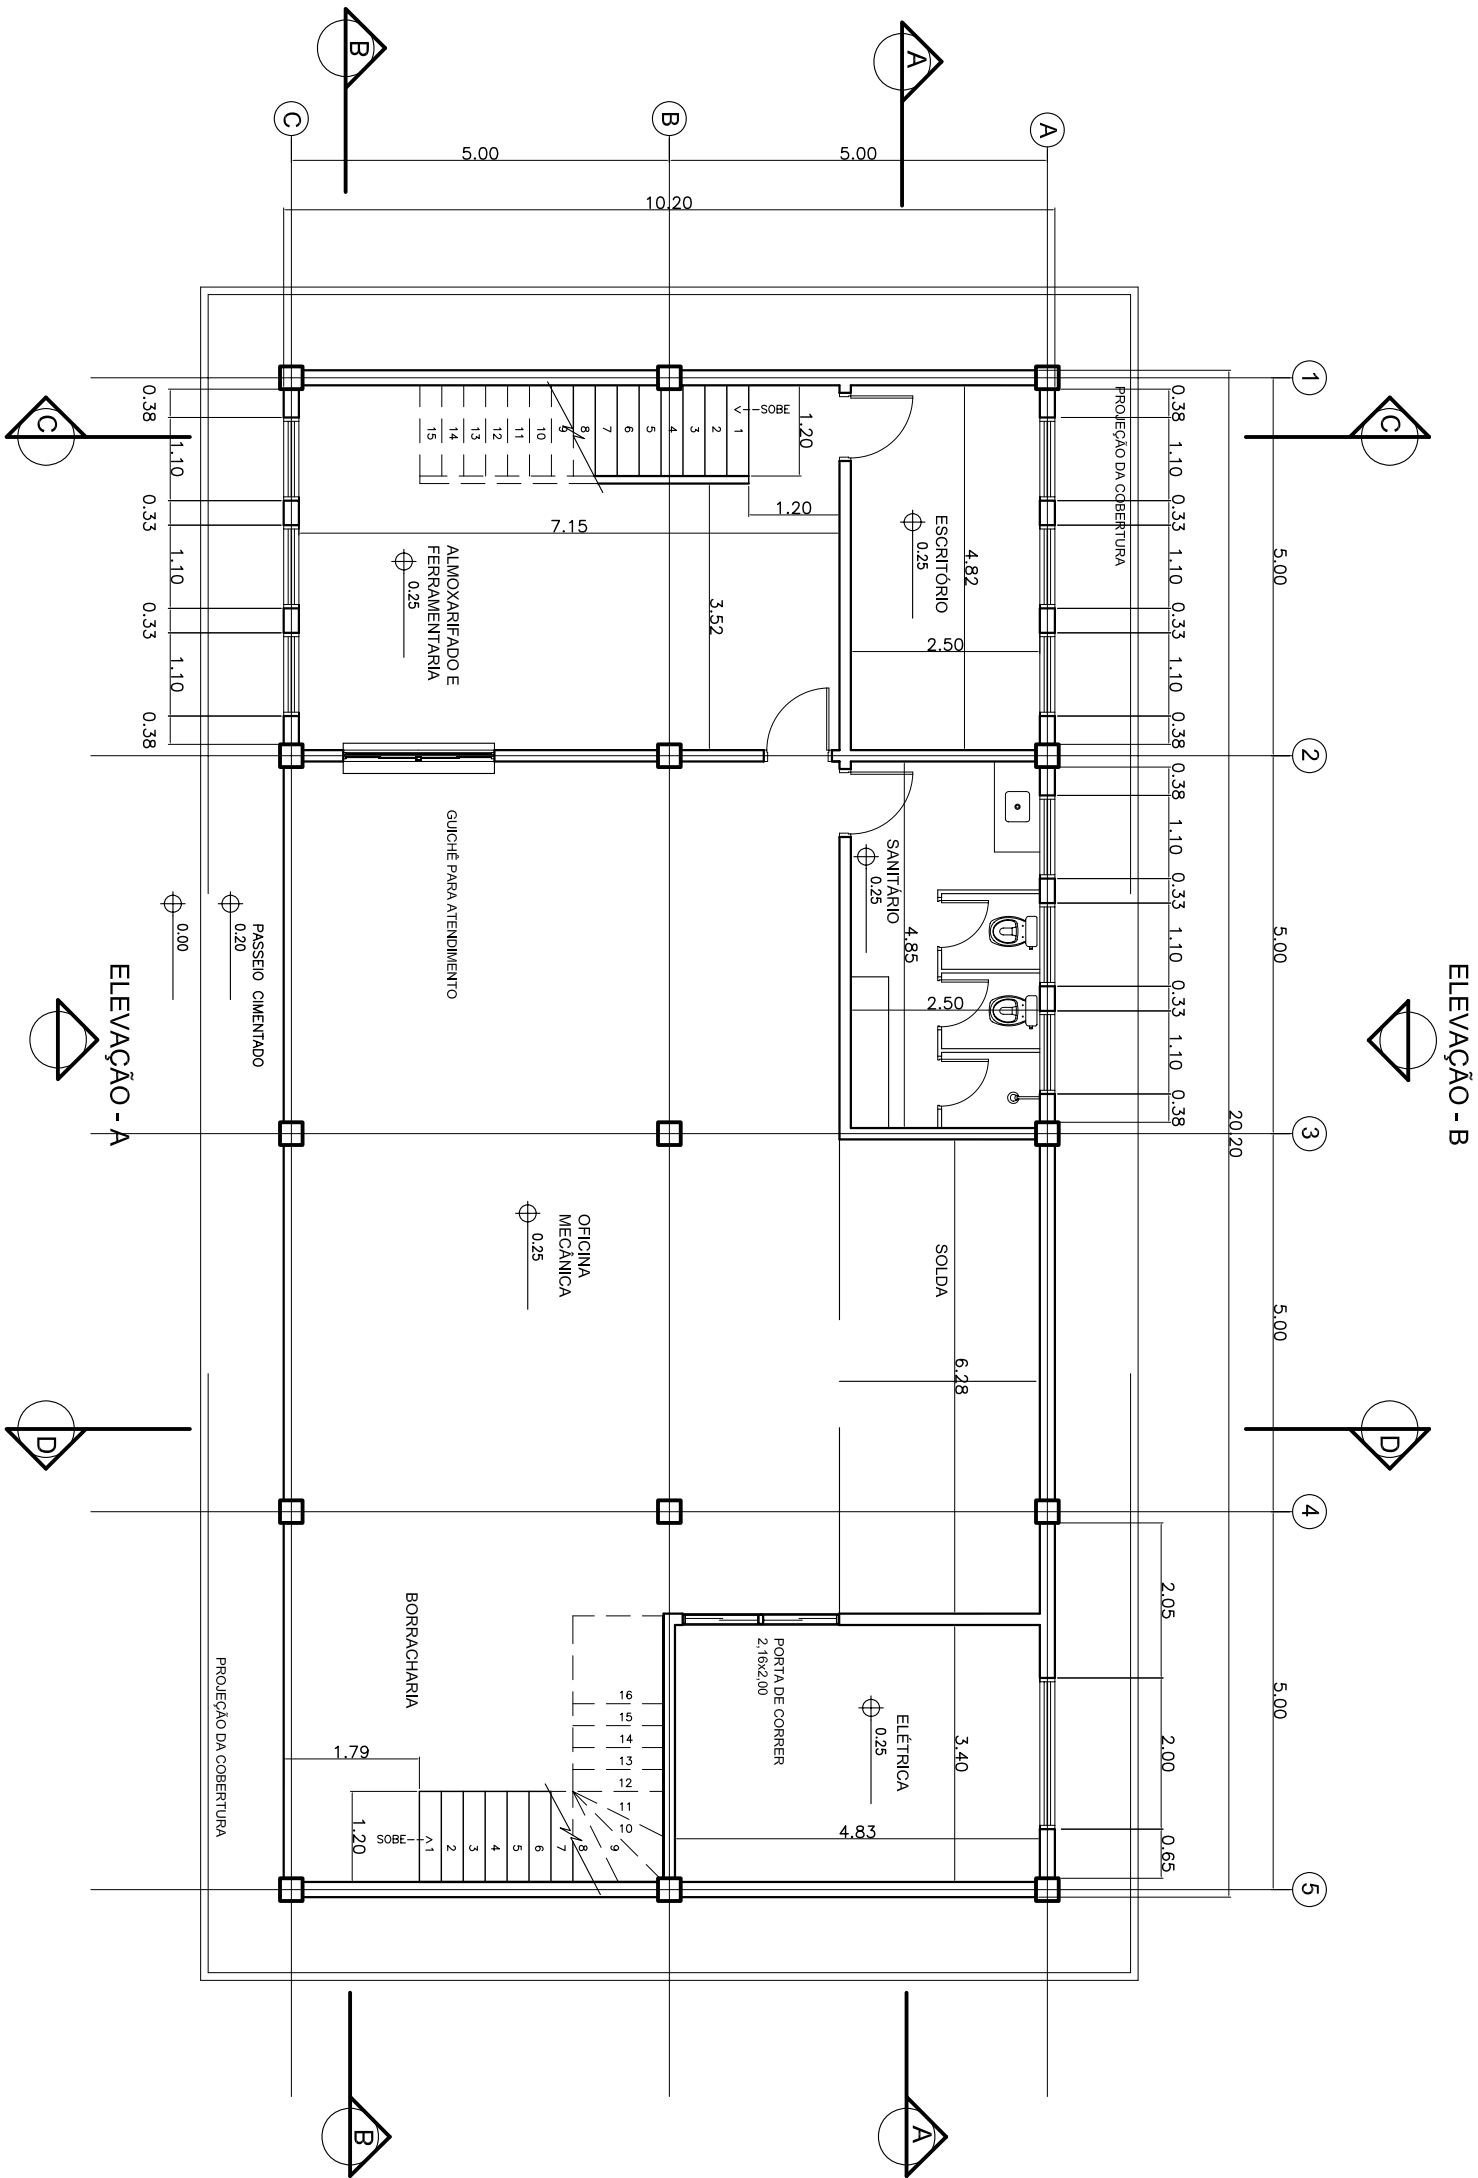 ELEVAÇÃO - B
1
2
3
4
5
5.00
5.00
5.00
5.00
20.20
0.38
1.10
0.33
1.10
0.33
1.10
0.38
0.38
1.10
0.33
1.10
0.33
1.10
0.38
2.05
2.00
0.65
C
D
PROJEÇÃO DA COBERTURA
A
B
C
A
B
5.00
5.00
10.20
ESCRITÓRIO
0.25
4.82
2.50
SANITÁRIO
0.25
4.85
2.50
SOLDA
6.28
ELÉTRICA
0.25
3.40
4.83
PORTA DE CORRER
2,16x2,00
1.20
<--SOBE
1
2
3
4
5
6
7
8
9
10
11
12
13
14
15
1.20
7.15
3.52
ALMOXARIFADO E
FERRAMENTARIA
0.25
GUICHÊ PARA ATENDIMENTO
OFICINA
MECÂNICA
0.25
BORRACHARIA
16
15
14
13
12
11
10
9
8
7
6
5
4
3
2
1
SOBE-->
1.79
1.20
A
B
0.38
1.10
0.33
1.10
0.33
1.10
0.38
PASSEIO CIMENTADO
0.20
0.00
PROJEÇÃO DA COBERTURA
C
D
ELEVAÇÃO - A